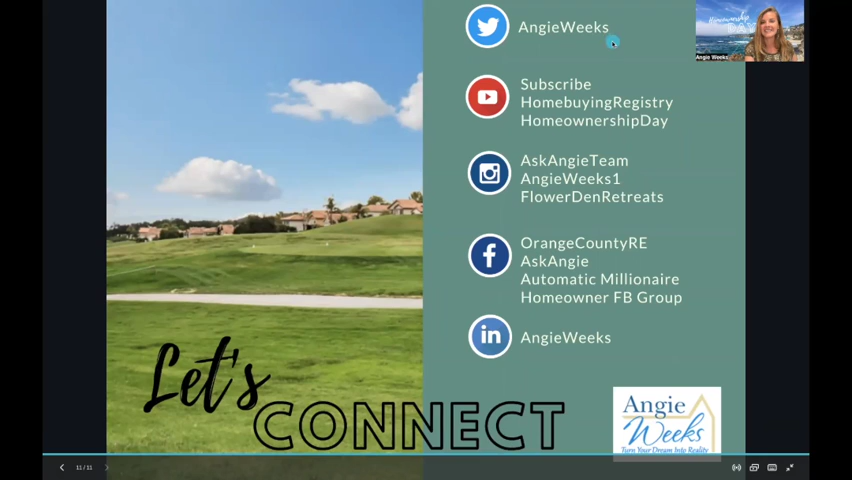 AngieWeeks
Subscribe
HomebuyingRegistry
HomeownershipDay
AskAngieTeam
AngieWeeks1
FlowerDenRetreats
OrangeCountyRE
AskAngie
Automatic Millionaire
Homeowner FB Group
AngieWeeks
Let's
CONNECT
Angie
Weeks
Turn Your Dream Into Reality
Homeownership
Angie Weeks
11 / 11